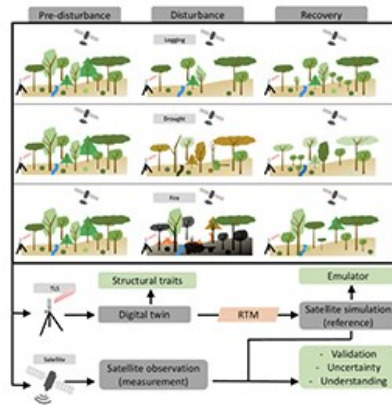 Pre-disturbance
Disturbance
Recovery
Logging
Drought
Fire
TLS
Structural traits
Emulator
Digital twin
RTM
Satellite simulation
(reference)
Satellite
Satellite observation
(measurement)
- Validation
- Uncertainty
- Understanding